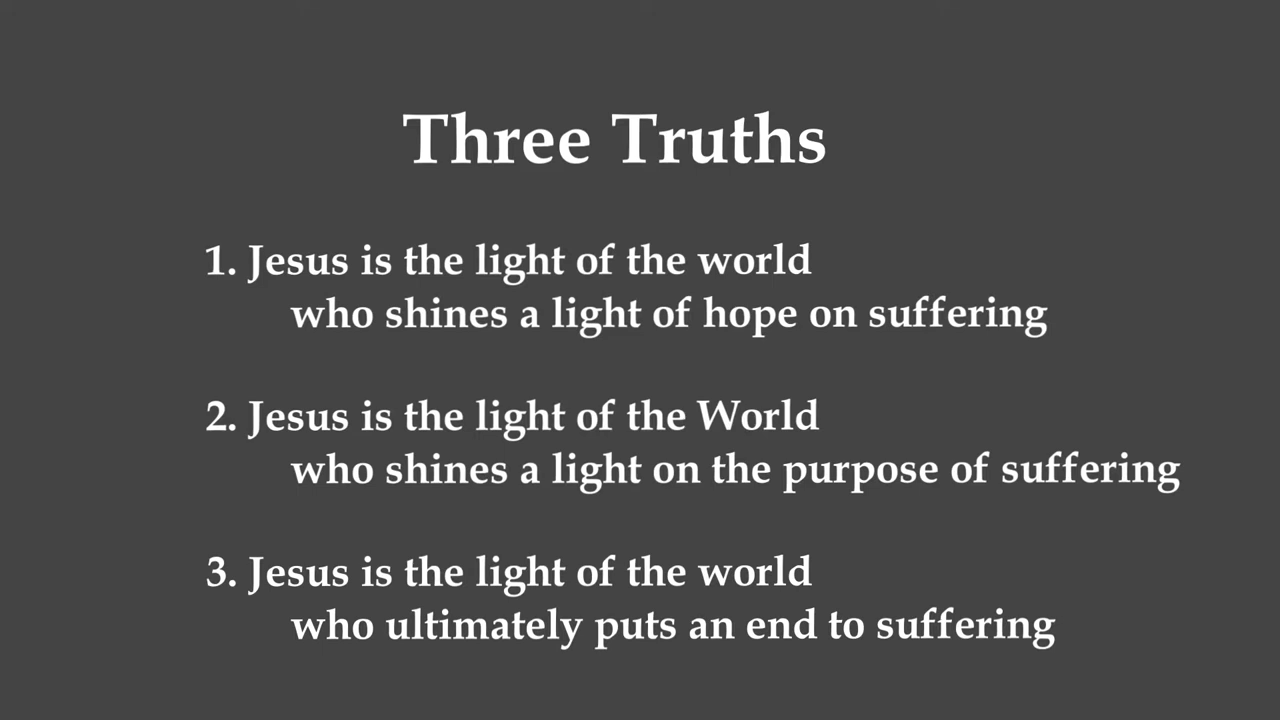 Three Truths
1. Jesus is the light of the world
who shines a light of hope on suffering
2. Jesus is the light of the World
who shines a light on the purpose of suffering
3. Jesus is the light of the world
who ultimately puts an end to suffering